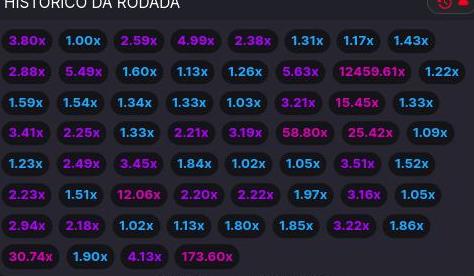 HISTÓRICO DA RODADA
3.80x 1.00x 2.59x 4.99x 2.38x 1.31x 1.17x 1.43x
2.88x 5.49x 1.60x 1.13x 1.26x 5.63x 12459.61x 1.22x
1.59x 1.54x 1.34x 1.33x 1.03x 3.21x 15.45x 1.33x
3.41x 2.25x 1.33x 2.21x 3.19x 58.80x 25.42x 1.09x
1.23x 2.49x 3.45x 1.84x 1.02x 1.05x 3.51x 1.52x
2.23x 1.51x 12.06x 2.20x 2.22x 1.97x 3.16x 1.05x
2.94x 2.18x 1.02x 1.13x 1.80x 1.85x 3.22x 1.86x
30.74x 1.90x 4.13x 173.60x